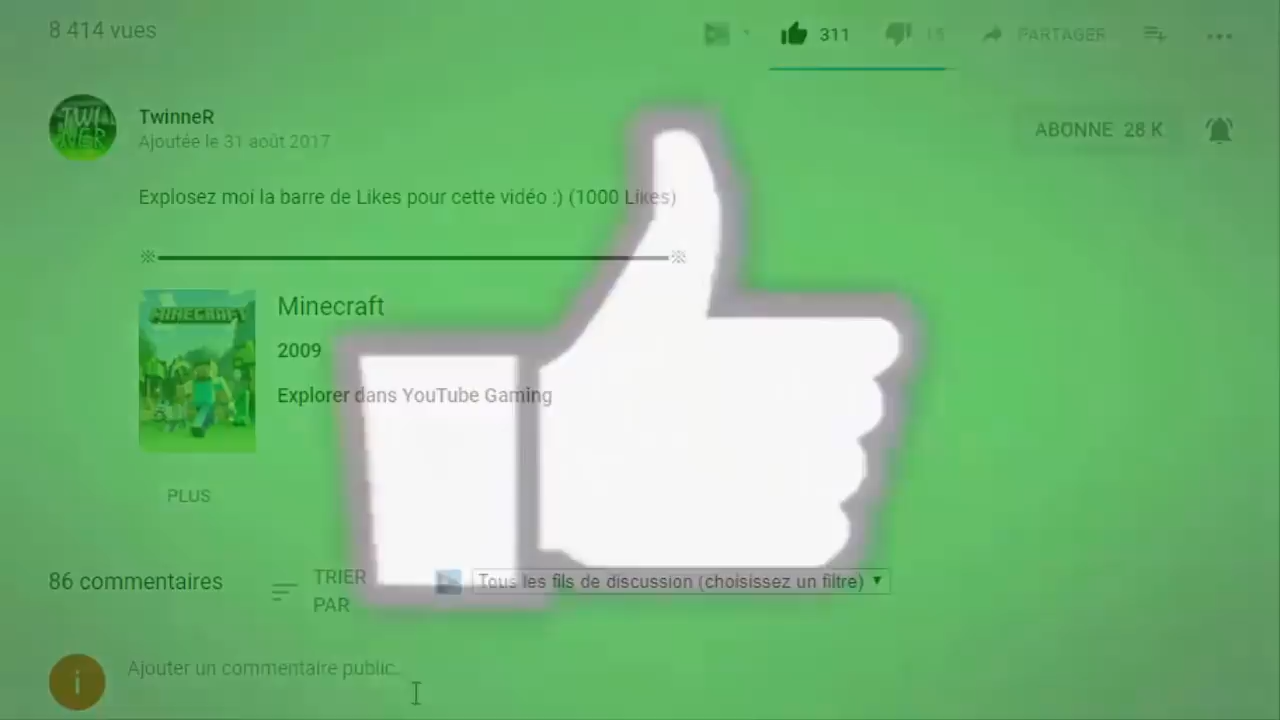 8 414 vues
311
15
PARTAGER
TwinneR
Ajoutée le 31 août 2017
ABONNE 28 K
Explosez moi la barre de Likes pour cette vidéo :) (1000 Likes)
※※
MINECRAFT
Minecraft
2009
Explorer dans YouTube Gaming
PLUS
86 commentaires
TRIER
PAR
Tous les fils de discussion (choisissez un filtre)
i
Ajouter un commentaire public...